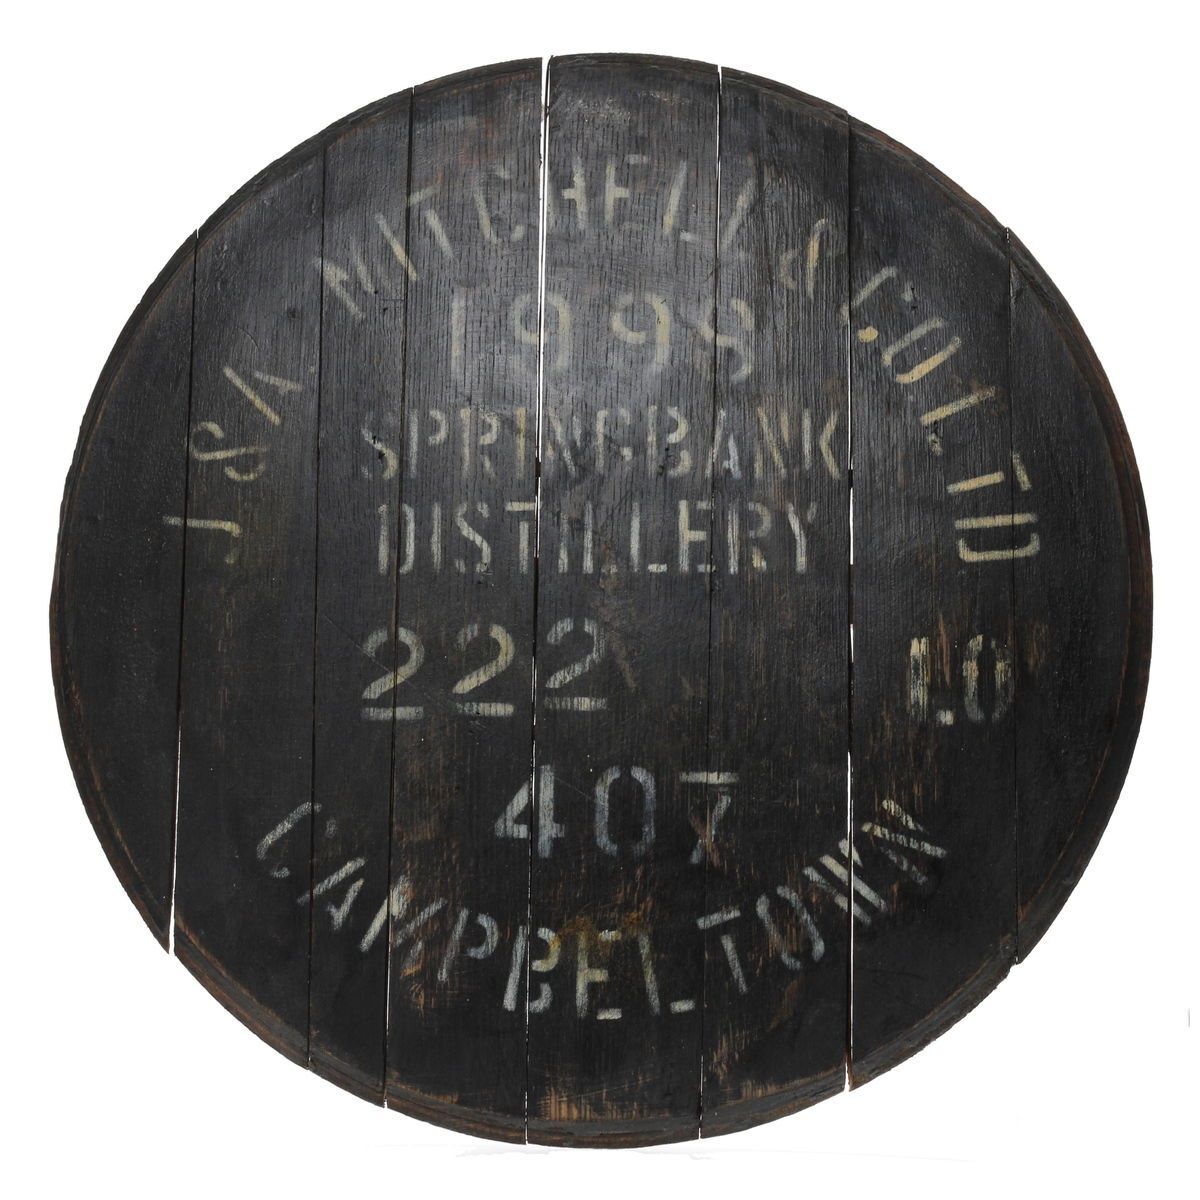 J & A. MITCHELL & CO. LTD
1998
SPRINGBANK
DISTILLERY
222
L.O
407
CAMPBELTOWN